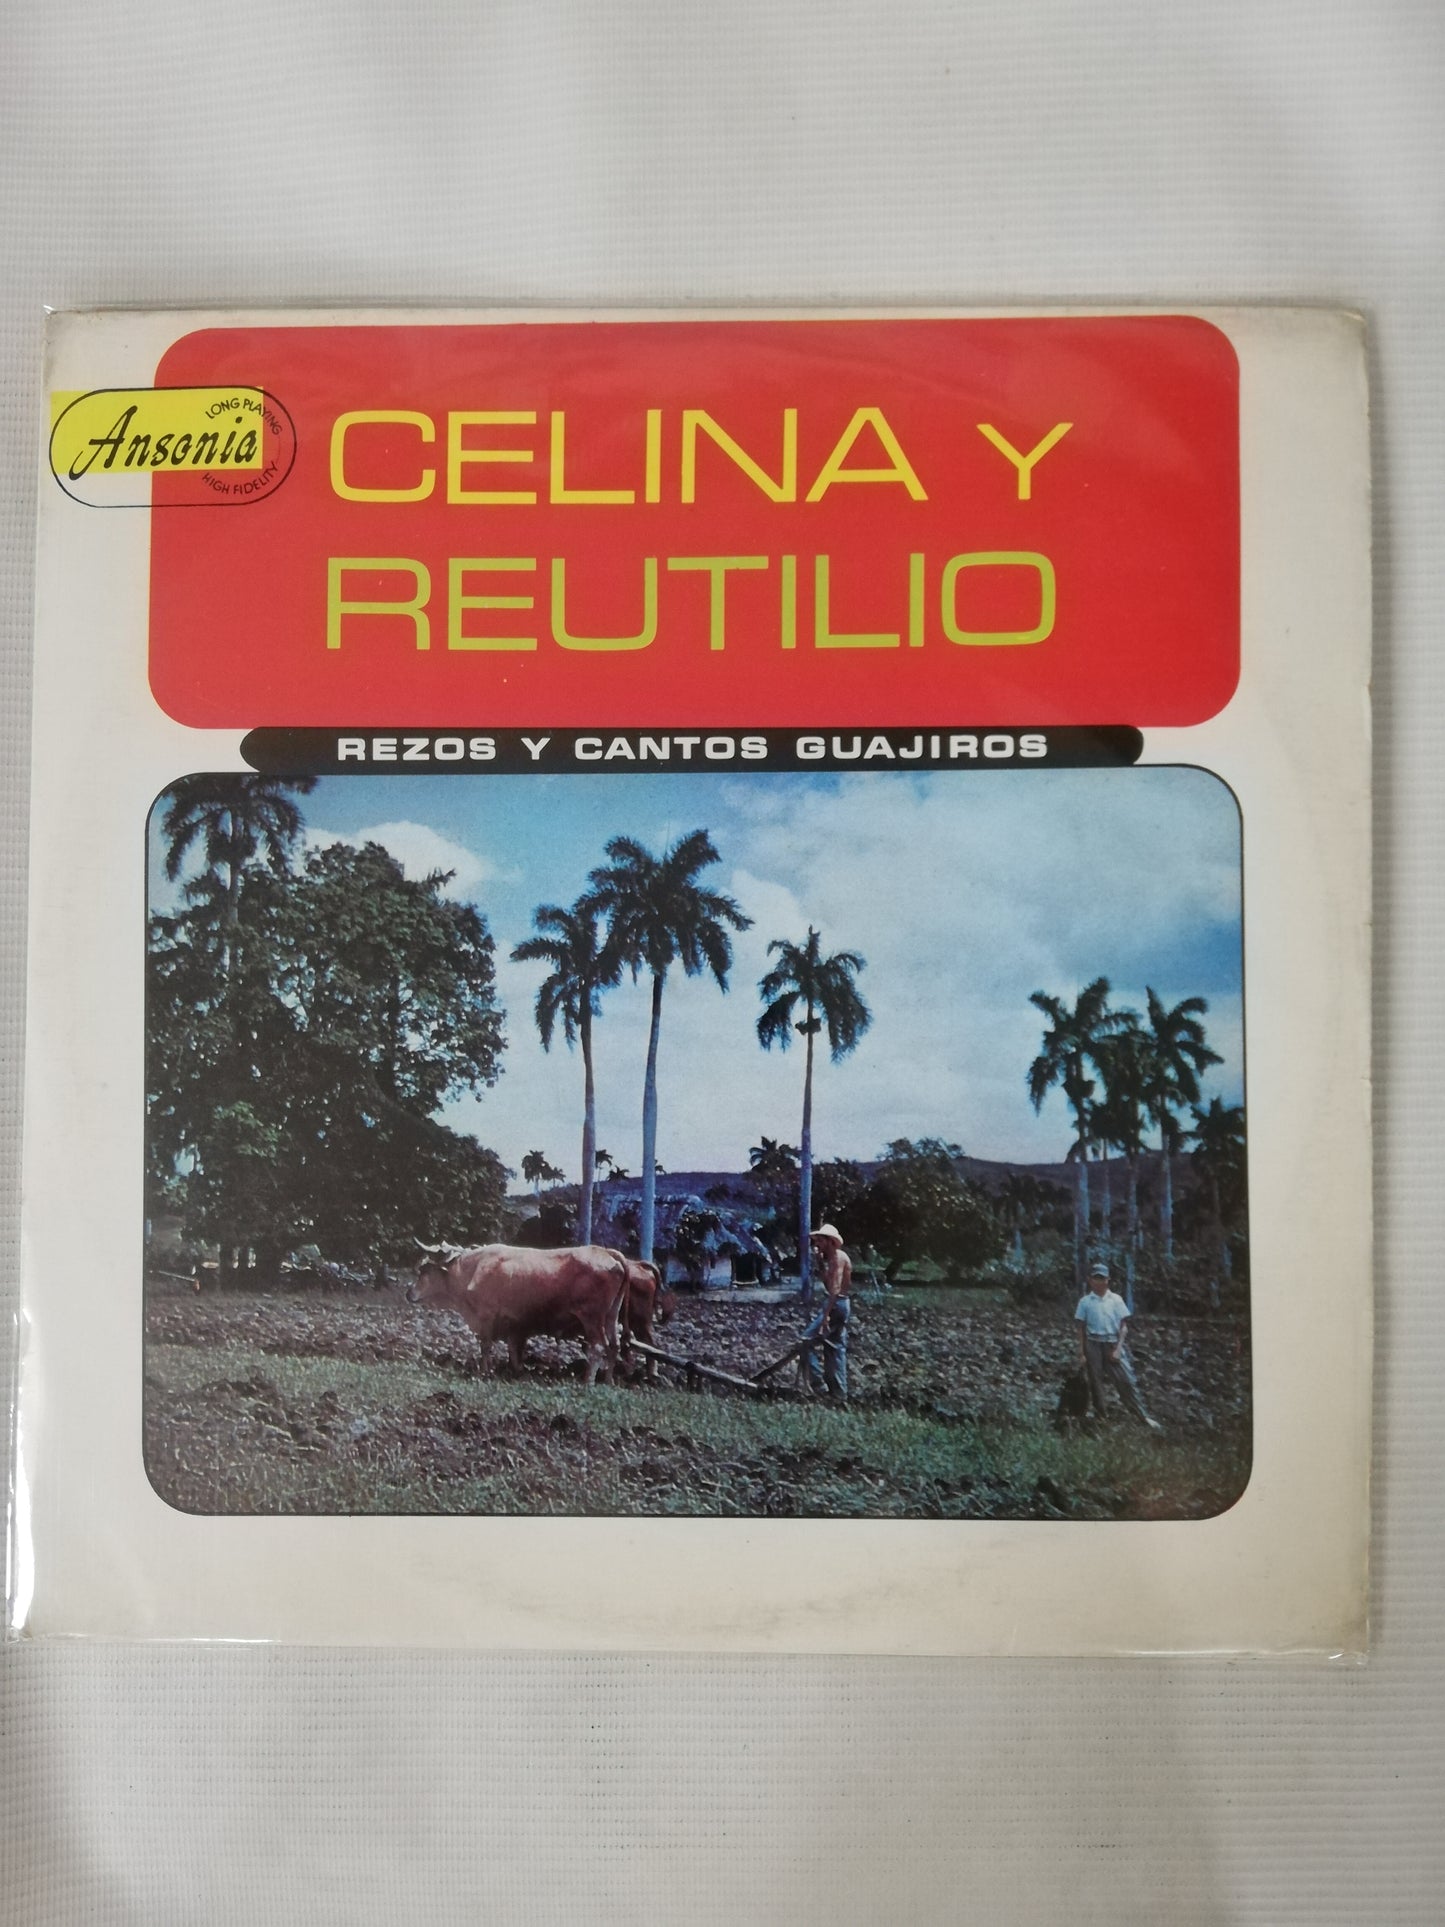 Ansonia
LONG PLAYING
HIGH FIDELITY
CELINA Y
REUTILIO
REZOS Y CANTOS GUAJIROS